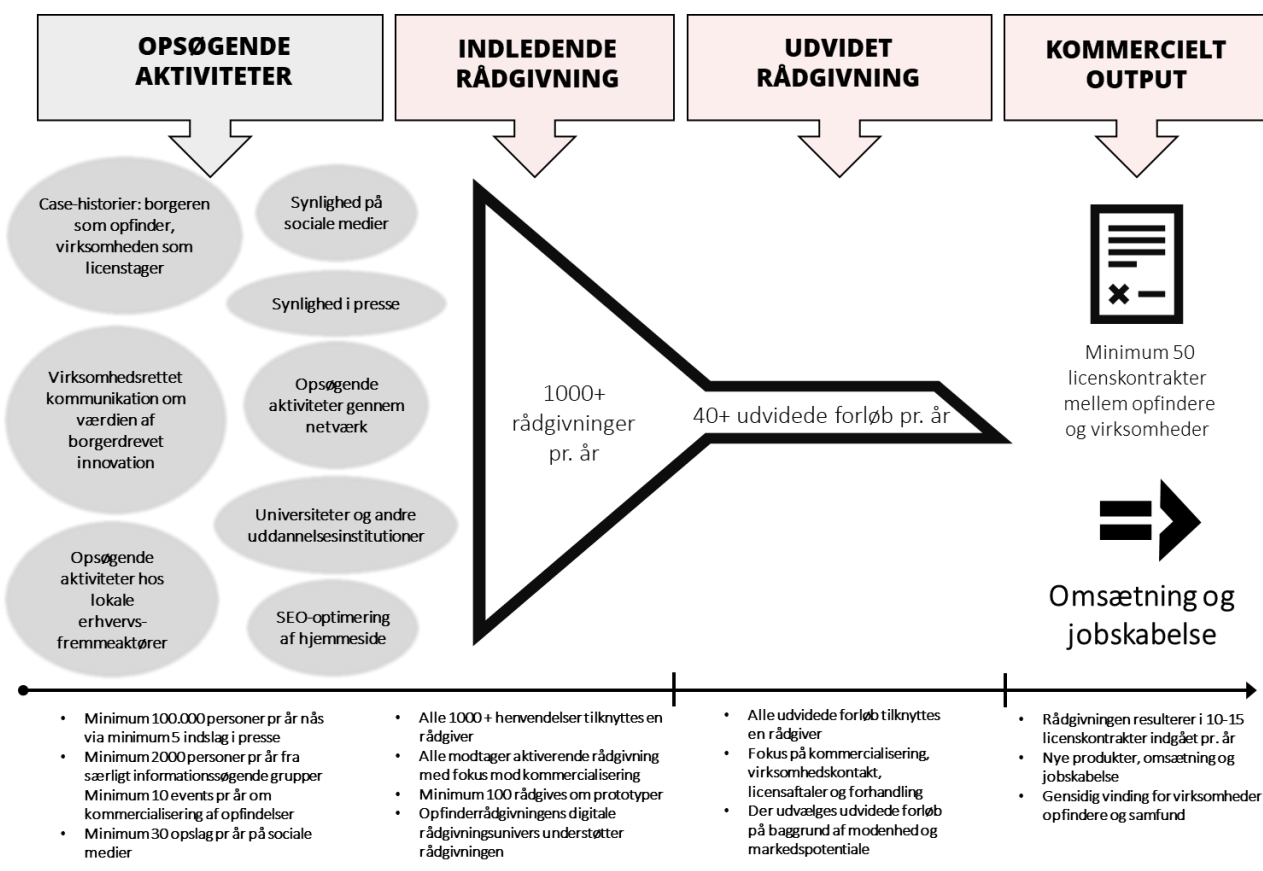 OPSØGENDE
AKTIVITETER
INDLEDENDE
RÅDGIVNING
UDVIDET
RÅDGIVNING
KOMMERCIELT
OUTPUT
Case-historier: borgeren
som opfinder,
virksomheden som
licenstager
Synlighed på
sociale medier
Synlighed i presse
Virksomhedsrettet
kommunikation om
værdien af
borgerdrevet
innovation
Opsøgende
aktiviteter gennem
netværk
Universiteter og andre
uddannelsesinstitutioner
Opsøgende
aktiviteter hos
lokale
erhvervs-
fremmeaktører
SEO-optimering
af hjemmeside
1000+
rådgivninger
pr. år
40+ udvidede forløb pr. år
Minimum 50
licenskontrakter
mellem opfindere
og virksomheder
Omsætning og
jobskabelse
• Minimum 100.000 personer pr år nås
via minimum 5 indslag i presse
• Minimum 2000 personer pr år fra
særligt informationssøgende grupper
Minimum 10 events pr år om
kommercialisering af opfindelser
• Minimum 30 opslag pr år på sociale
medier
• Alle 1000 + henvendelser tilknyttes en
rådgiver
• Alle modtager aktiverende rådgivning
med fokus mod kommercialisering
• Minimum 100 rådgives om prototyper
• Opfinderrådgivningens digitale
rådgivningsunivers understøtter
rådgivningen
• Alle udvidede forløb tilknyttes
en rådgiver
• Fokus på kommercialisering,
virksomhedskontakt,
licensaftaler og forhandling
• Der udvælges udvidede forløb
på baggrund af modenhed og
markedspotentiale
• Rådgivningen resulterer i 10-15
licenskontrakter indgået pr. år
• Nye produkter, omsætning og
jobskabelse
• Gensidig vinding for virksomheder
opfindere og samfund